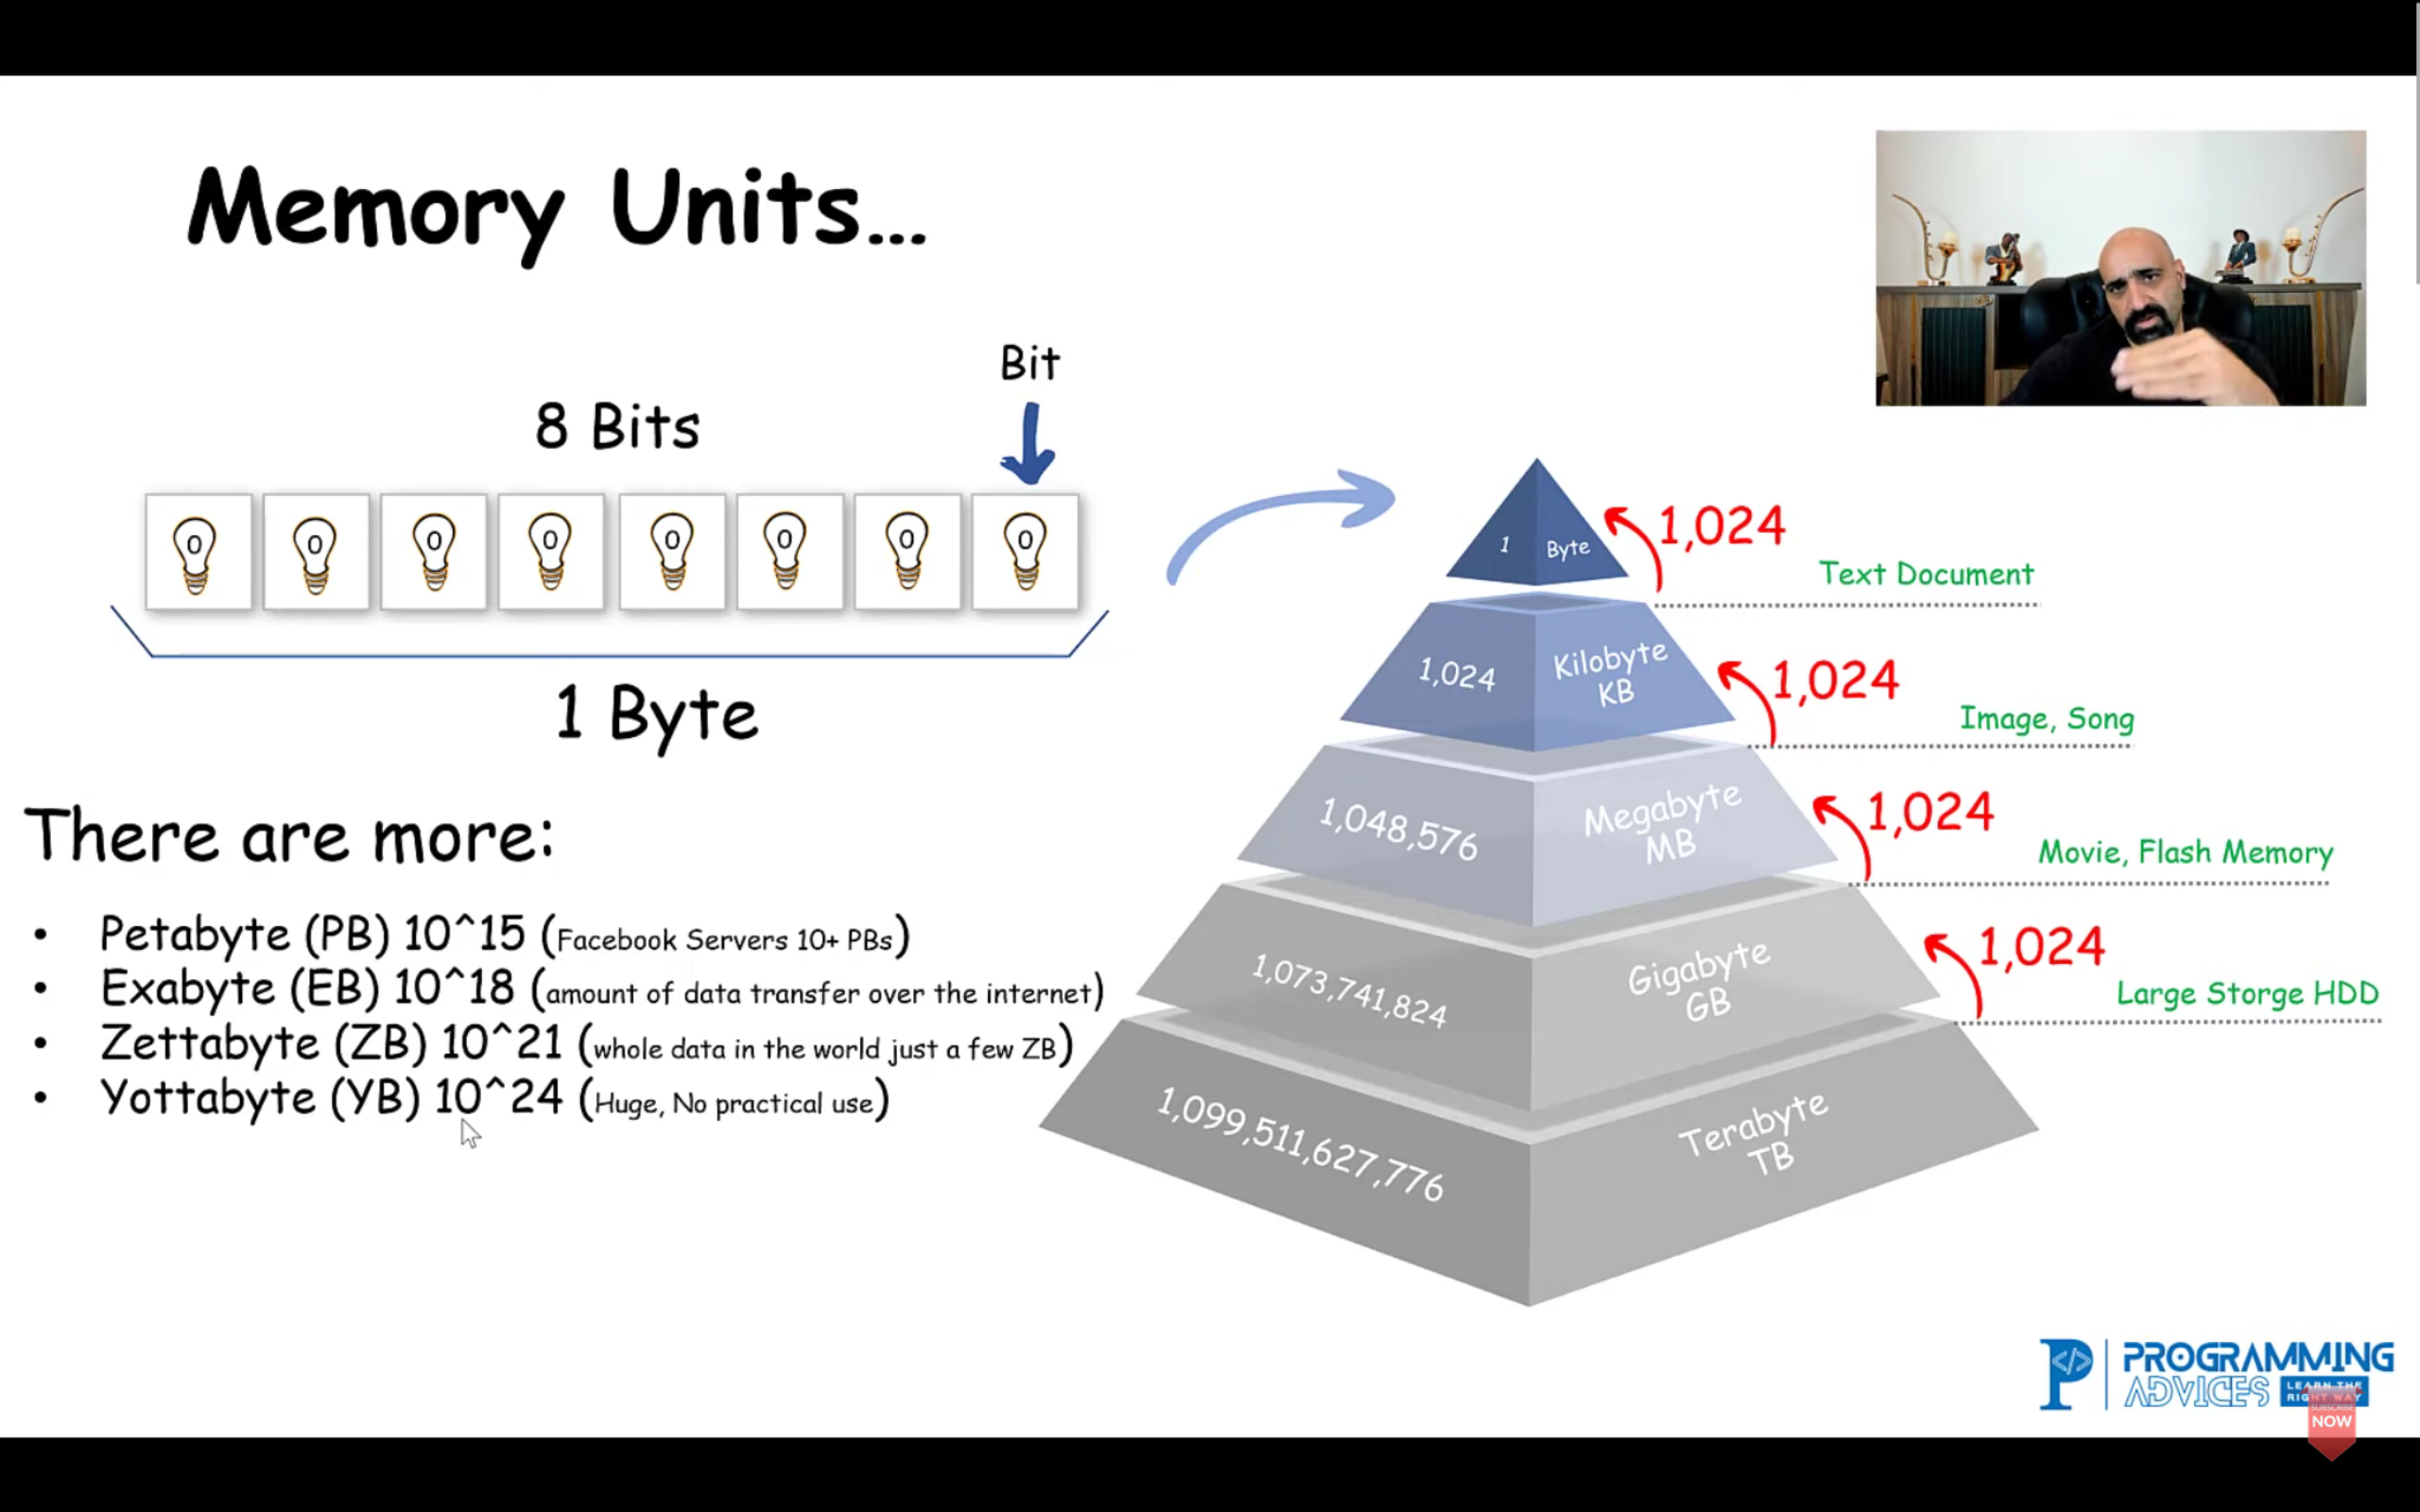 Memory Units...
Bit
8 Bits
0 0 0 0 0 0 0 0
1 Byte
There are more:
• Petabyte (PB) 10^15 (Facebook Servers 10+ PBs)
• Exabyte (EB) 10^18 (amount of data transfer over the internet)
• Zettabyte (ZB) 10^21 (whole data in the world just a few ZB)
• Yottabyte (YB) 10^24 (Huge, No practical use)
1 Byte
1,024
Text Document
1,024 Kilobyte
KB
1,024
Image, Song
1,048,576 Megabyte
MB
1,024
Movie, Flash Memory
1,073,741,824 Gigabyte
GB
1,024
Large Storge HDD
1,099,511,627,776 Terabyte
TB
PROGRAMMING
ADVICES
LEARN THE
RIGHT WAY
SUBSCRIBE
NOW